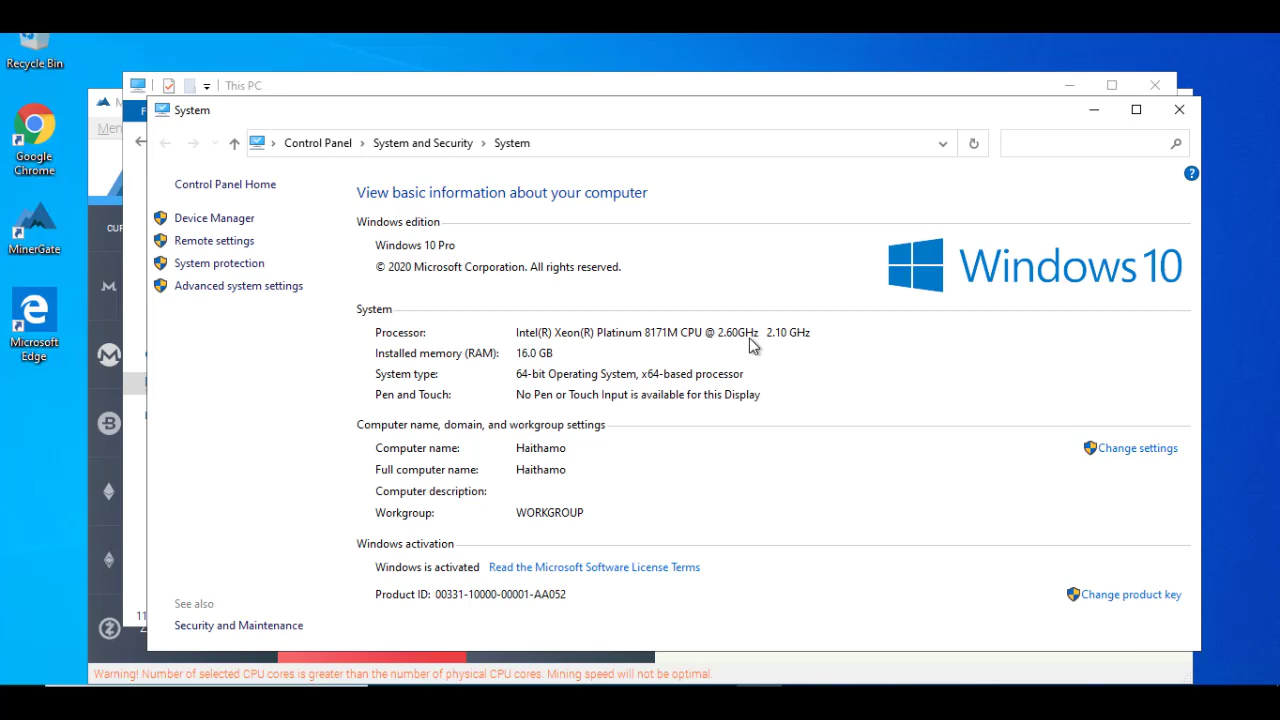 Recycle Bin
Google
Chrome
MinerGate
Microsoft
Edge
This PC
Men
CUF
System
Control Panel
System and Security
System
Control Panel Home
Device Manager
Remote settings
System protection
Advanced system settings
See also
Security and Maintenance
View basic information about your computer
Windows edition
Windows 10 Pro
© 2020 Microsoft Corporation. All rights reserved.
Windows 10
System
Processor: Intel(R) Xeon(R) Platinum 8171M CPU @ 2.60GHz 2.10 GHz
Installed memory (RAM): 16.0 GB
System type: 64-bit Operating System, x64-based processor
Pen and Touch: No Pen or Touch Input is available for this Display
Computer name, domain, and workgroup settings
Computer name: Haithamo
Change settings
Full computer name: Haithamo
Computer description:
Workgroup: WORKGROUP
Windows activation
Windows is activated Read the Microsoft Software License Terms
Product ID: 00331-10000-00001-AA052
Change product key
Warning! Number of selected CPU cores is greater than the number of physical CPU cores. Mining speed will not be optimal.